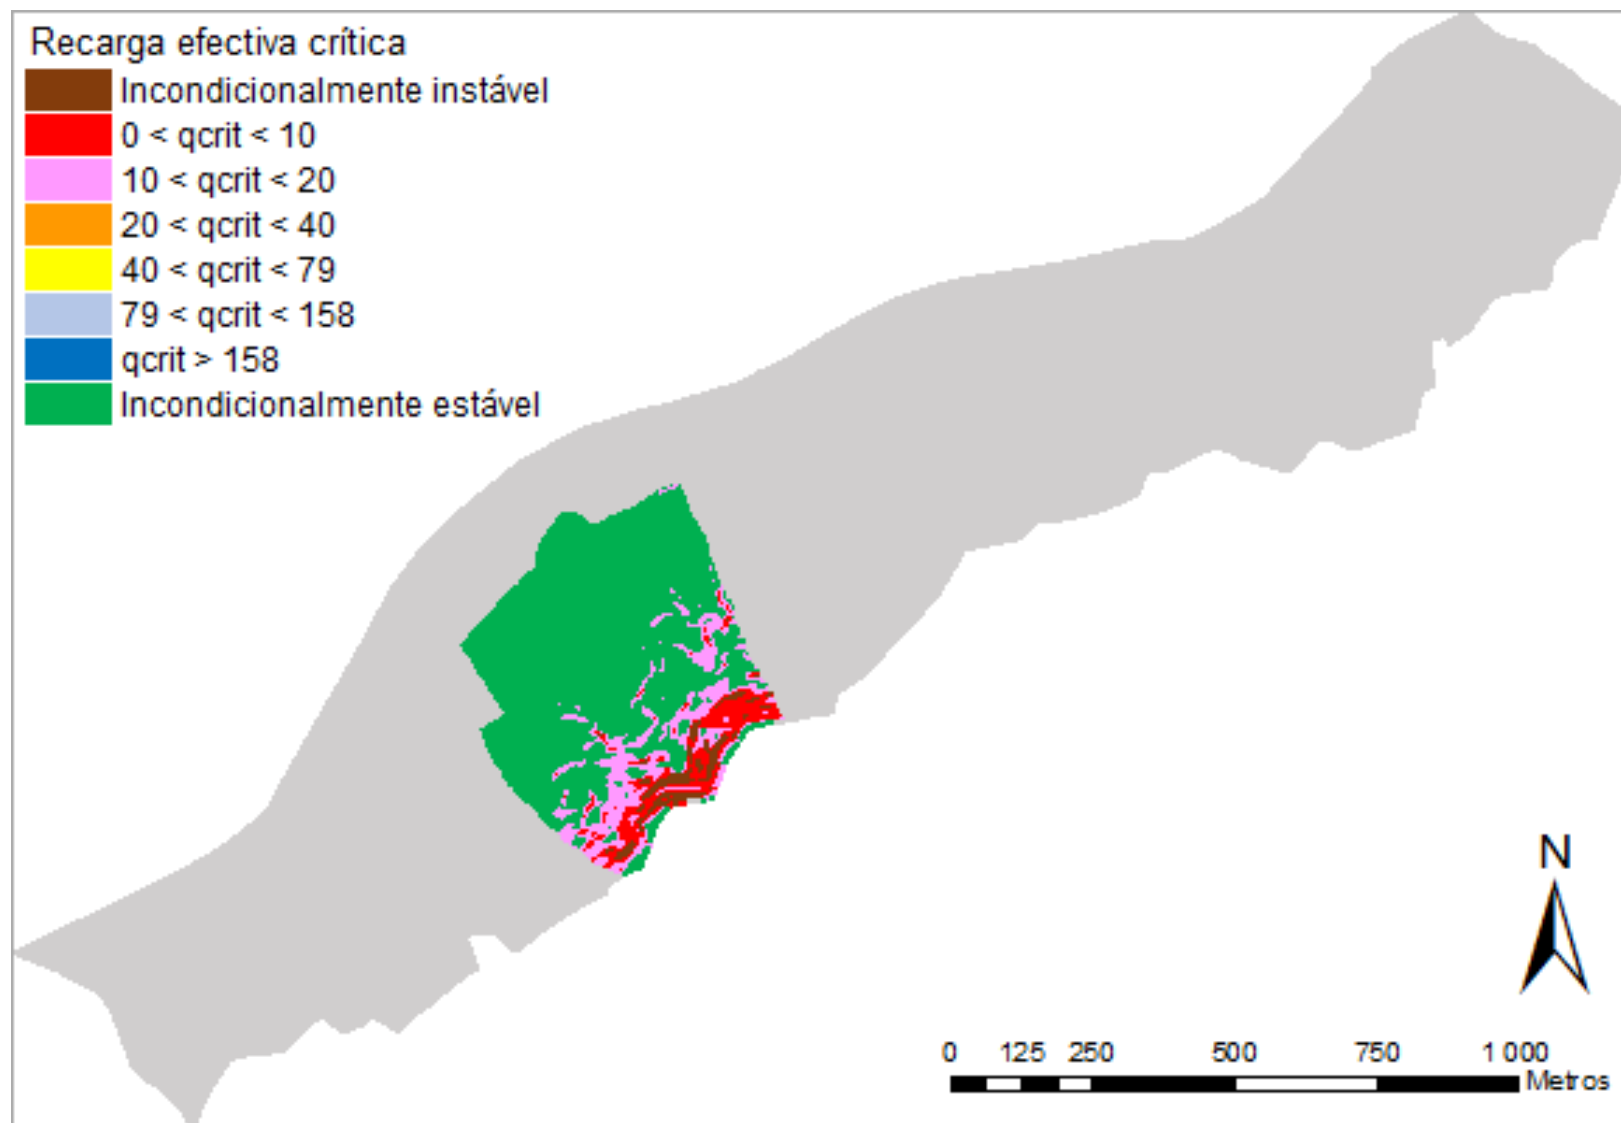 Recarga efectiva crítica
Incondicionalmente instável
0 < qcrit < 10
10 < qcrit < 20
20 < qcrit < 40
40 < qcrit < 79
79 < qcrit < 158
qcrit > 158
Incondicionalmente estável
N
0 125 250 500 750 1 000
Metros